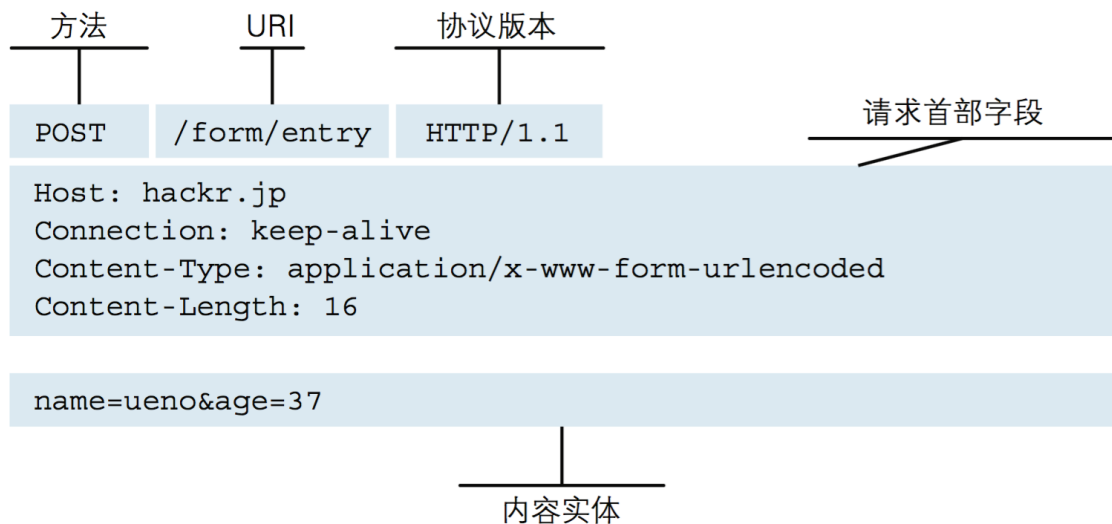 方法 URI 协议版本
请求首部字段
POST /form/entry HTTP/1.1
Host: hackr.jp
Connection: keep-alive
Content-Type: application/x-www-form-urlencoded
Content-Length: 16
name=ueno&age=37
内容实体